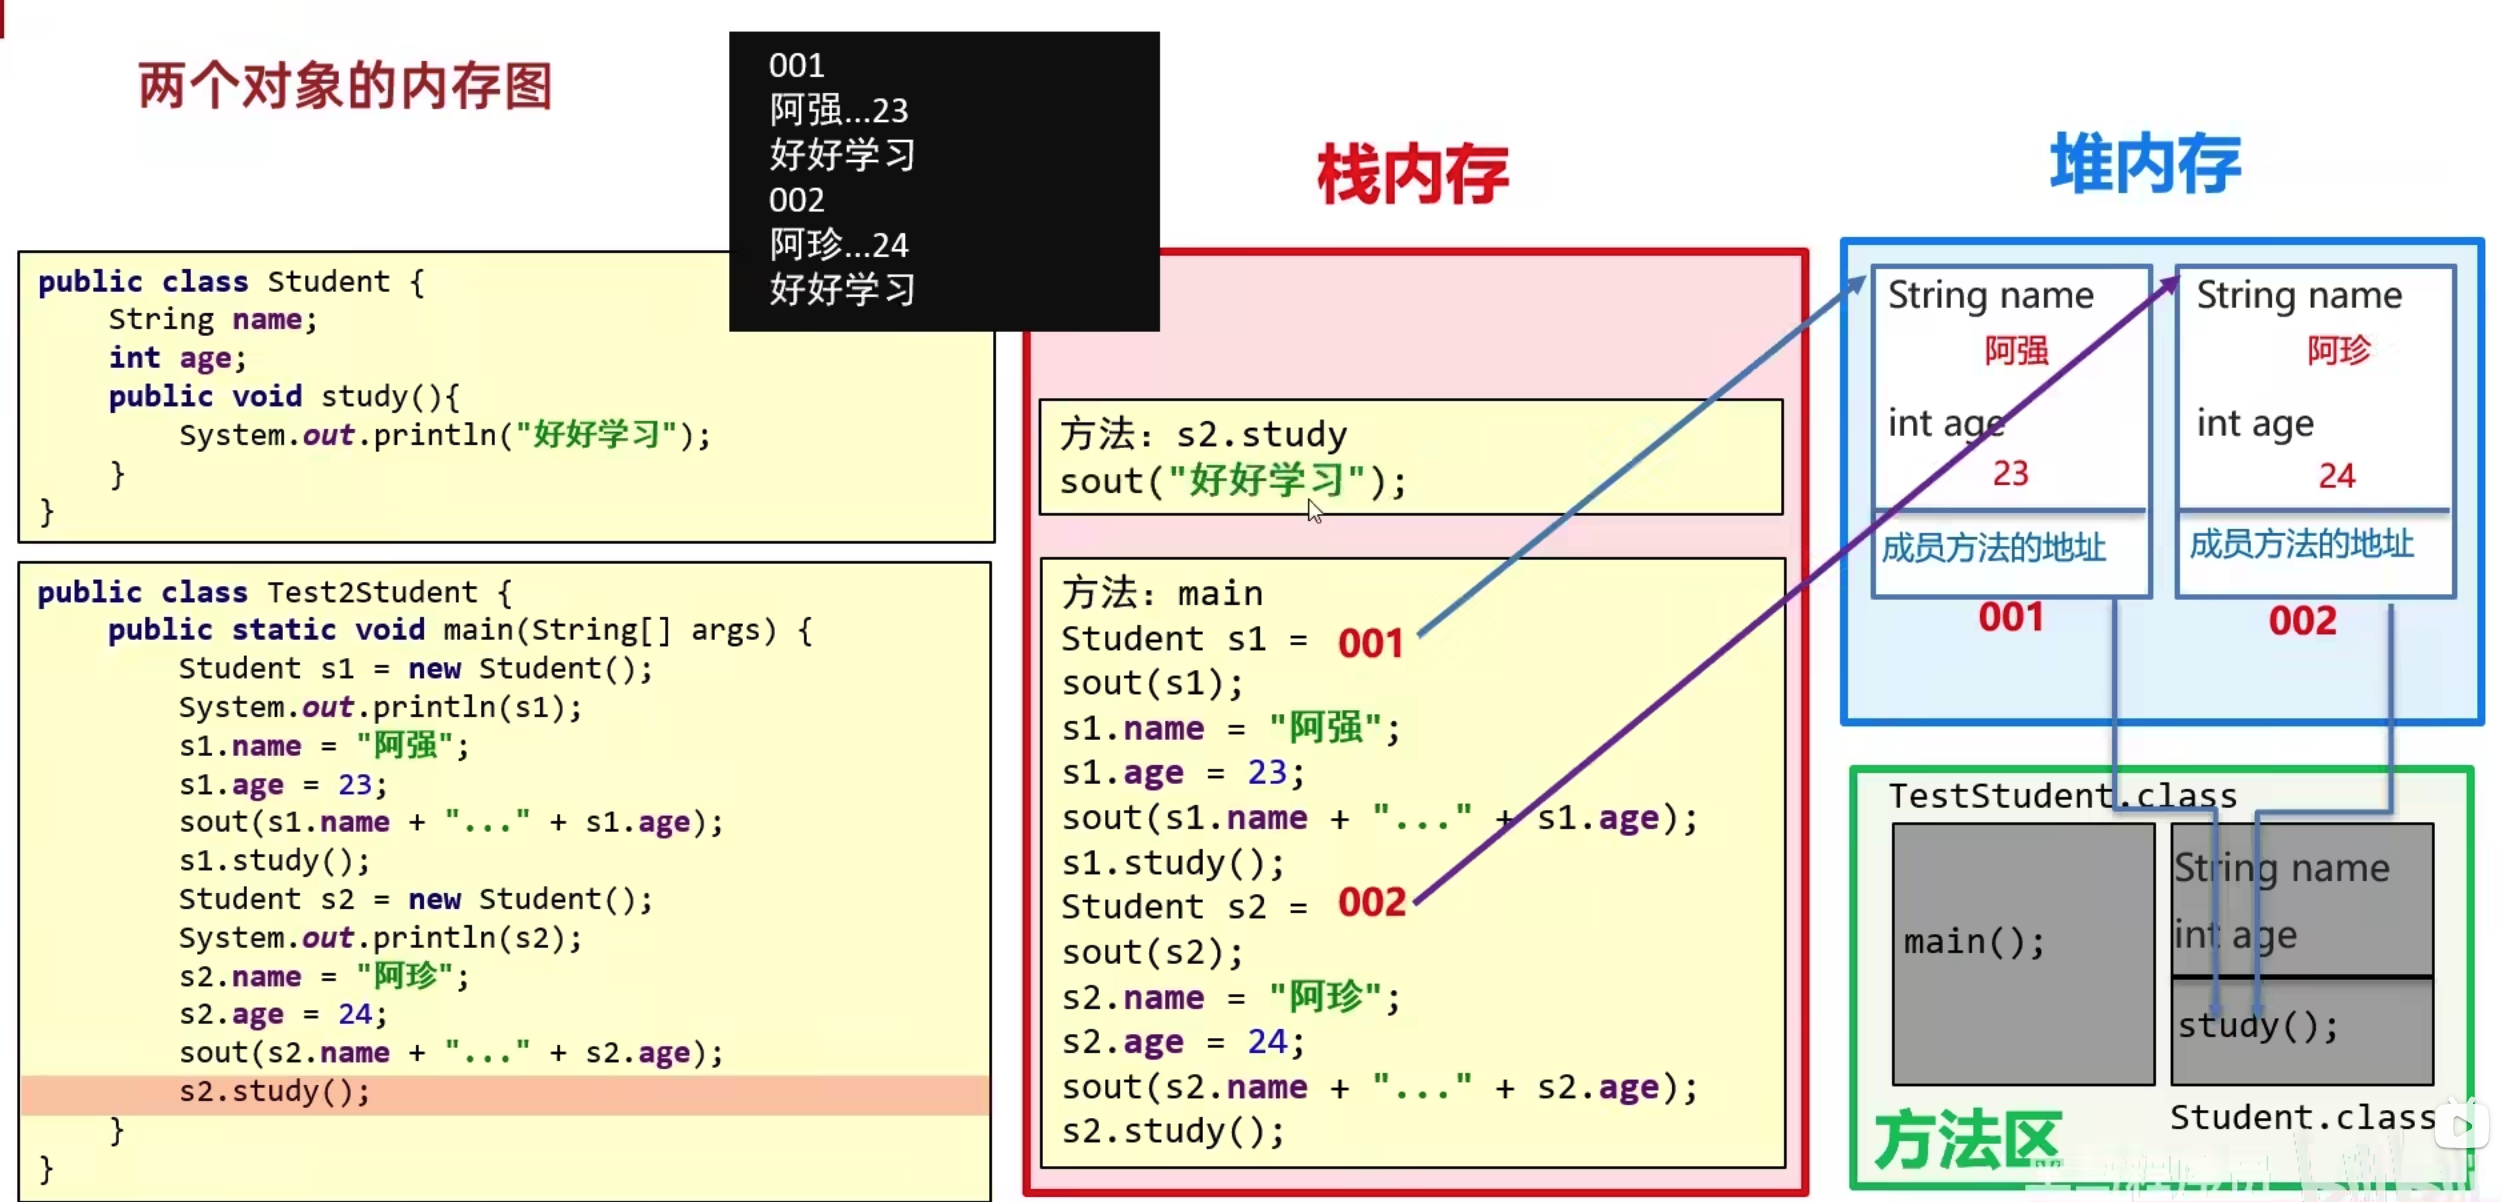 两个对象的内存图
001
阿强...23
好好学习
002
阿珍...24
好好学习
public class Student {
String name;
int age;
public void study(){
System.out.println("好好学习");
}
}
public class Test2Student {
public static void main(String[] args) {
Student s1 = new Student();
System.out.println(s1);
s1.name = "阿强";
s1.age = 23;
sout(s1.name + "..." + s1.age);
s1.study();
Student s2 = new Student();
System.out.println(s2);
s2.name = "阿珍";
s2.age = 24;
sout(s2.name + "..." + s2.age);
s2.study();
}
}
栈内存
方法：s2.study
sout("好好学习");
方法：main
Student s1 = 001
sout(s1);
s1.name = "阿强";
s1.age = 23;
sout(s1.name + "..." + s1.age);
s1.study();
Student s2 = 002
sout(s2);
s2.name = "阿珍";
s2.age = 24;
sout(s2.name + "..." + s2.age);
s2.study();
堆内存
String name
阿强
int age
23
成员方法的地址
001
String name
阿珍
int age
24
成员方法的地址
002
TestStudent.class
main();
String name
int age
study();
Student.class
方法区